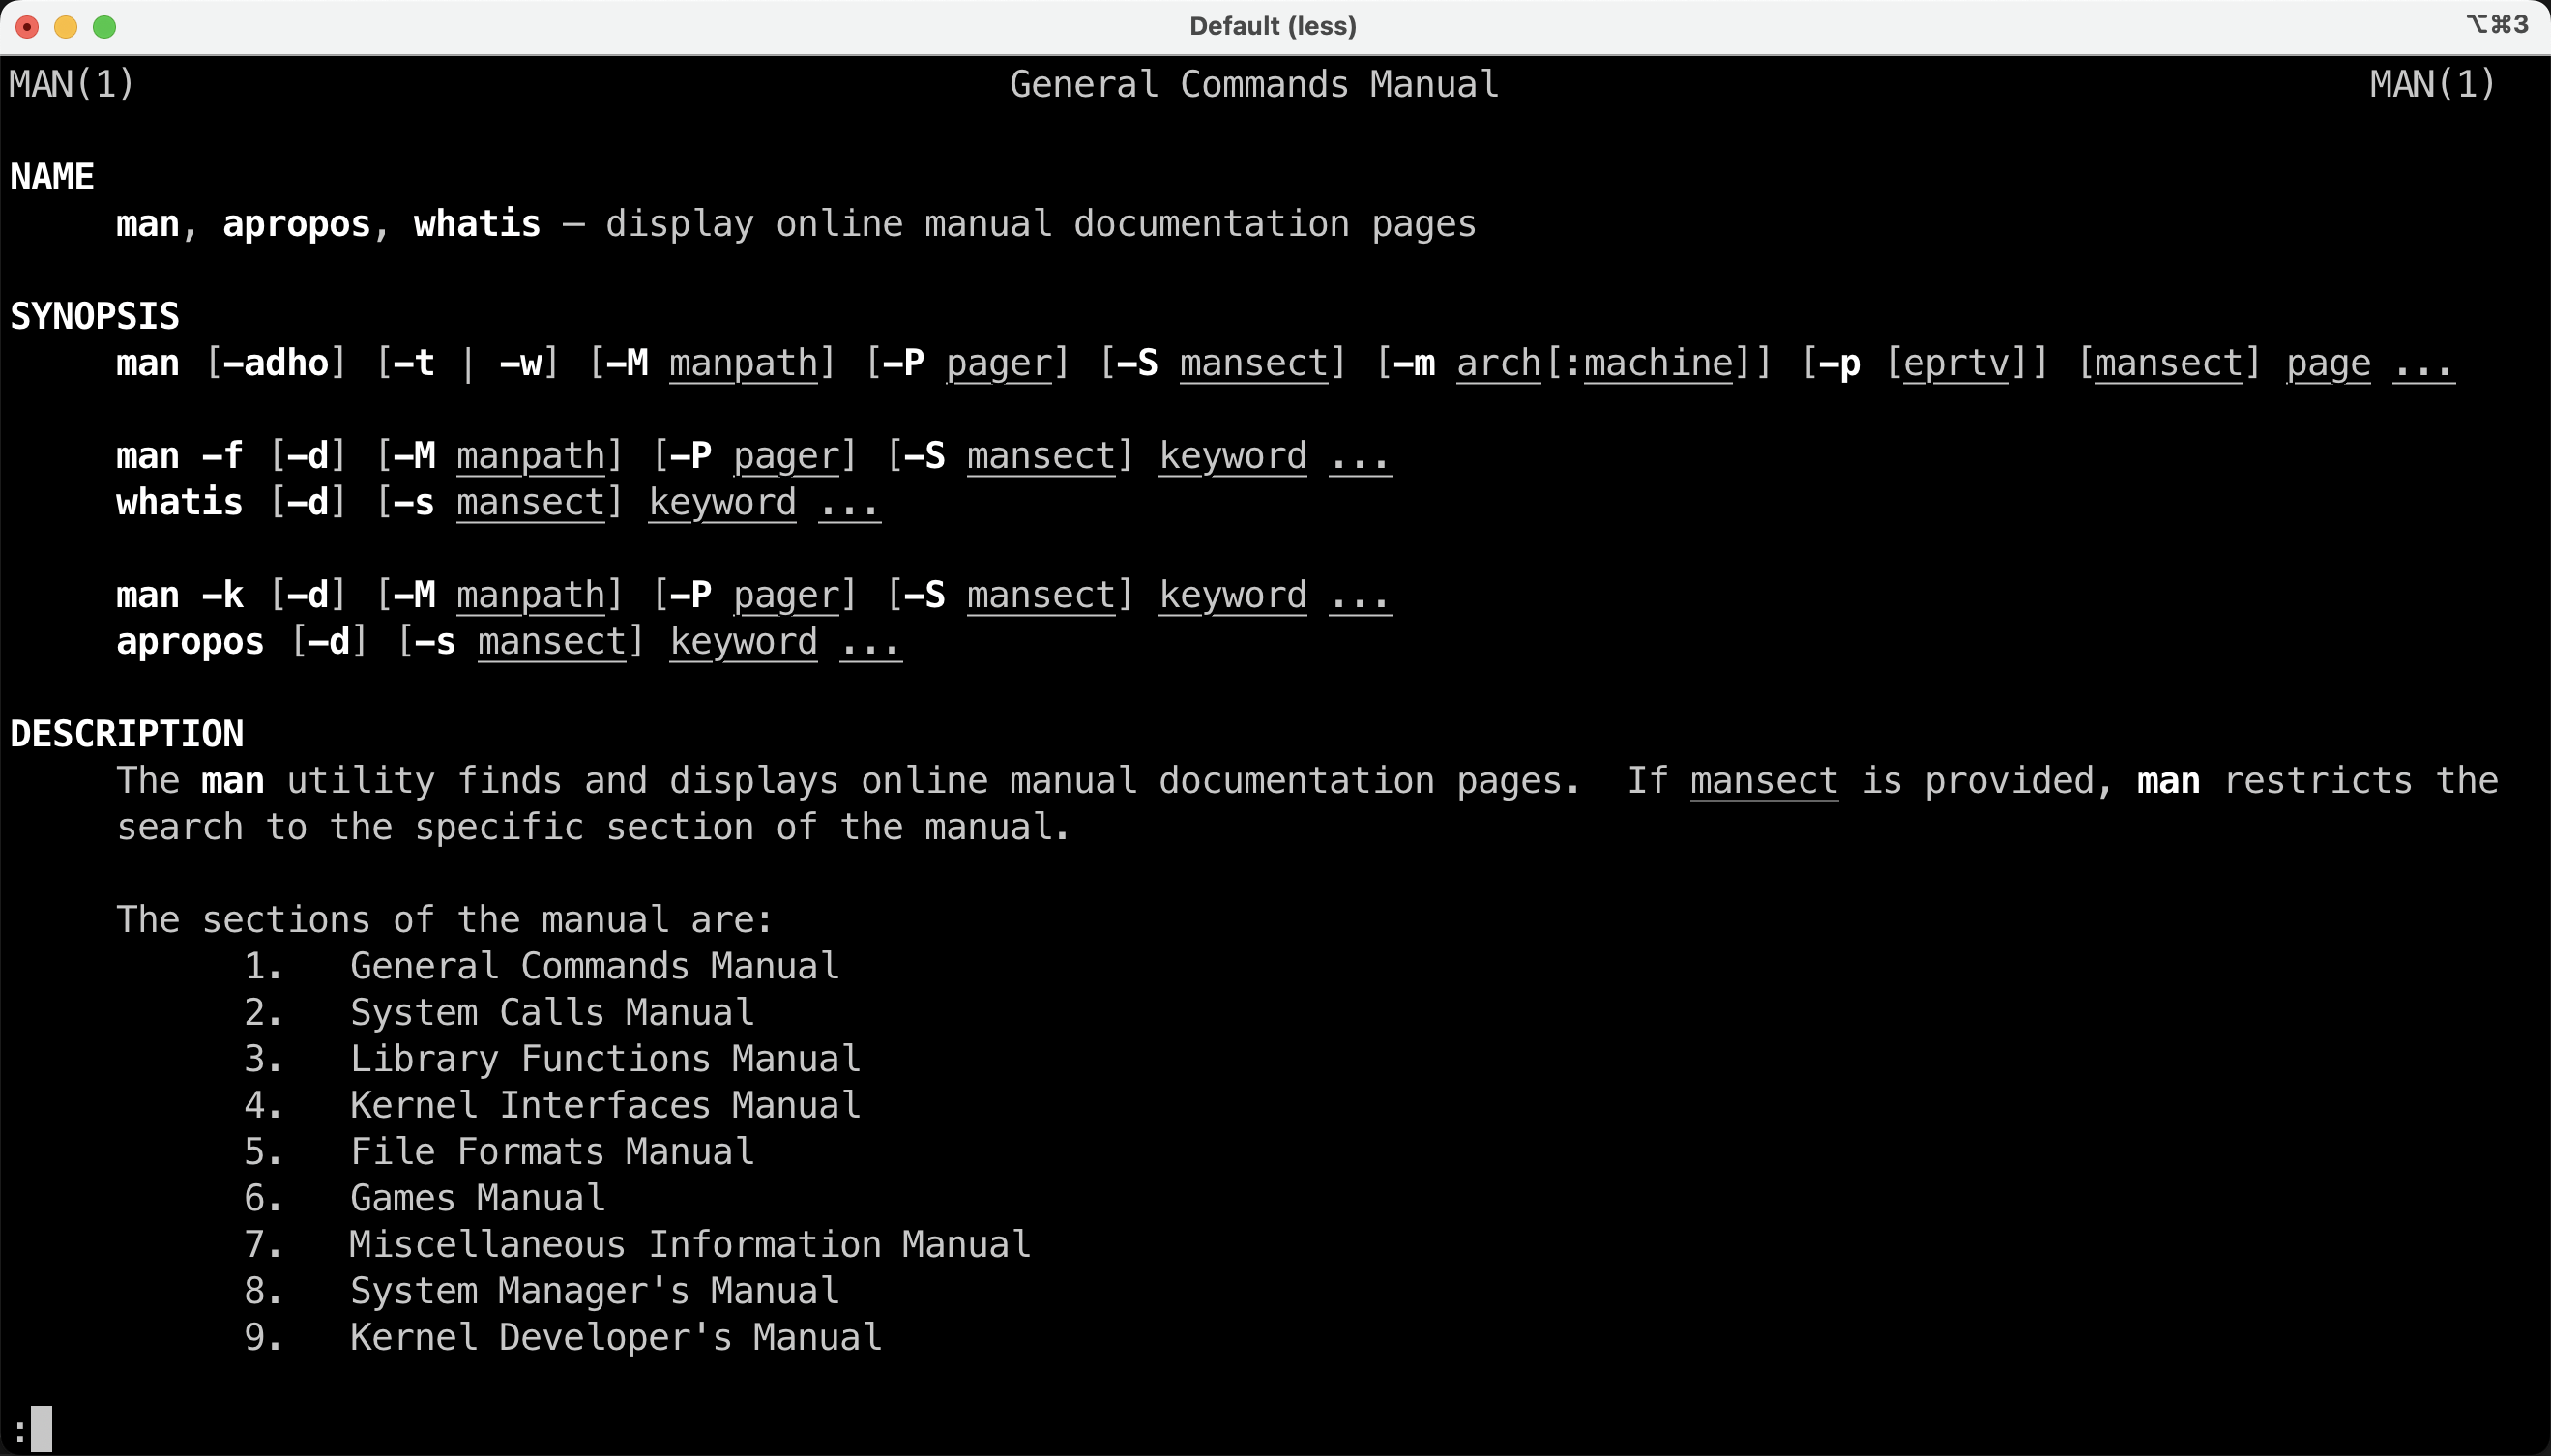 Default (less)
⌥⌘3
MAN(1) General Commands Manual MAN(1)
NAME
man, apropos, whatis – display online manual documentation pages
SYNOPSIS
man [-adho] [-t | -w] [-M manpath] [-P pager] [-S mansect] [-m arch[:machine]] [-p [eprtv]] [mansect] page ...
man -f [-d] [-M manpath] [-P pager] [-S mansect] keyword ...
whatis [-d] [-s mansect] keyword ...
man -k [-d] [-M manpath] [-P pager] [-S mansect] keyword ...
apropos [-d] [-s mansect] keyword ...
DESCRIPTION
The man utility finds and displays online manual documentation pages.  If mansect is provided, man restricts the
search to the specific section of the manual.
The sections of the manual are:
1. General Commands Manual
2. System Calls Manual
3. Library Functions Manual
4. Kernel Interfaces Manual
5. File Formats Manual
6. Games Manual
7. Miscellaneous Information Manual
8. System Manager's Manual
9. Kernel Developer's Manual
: